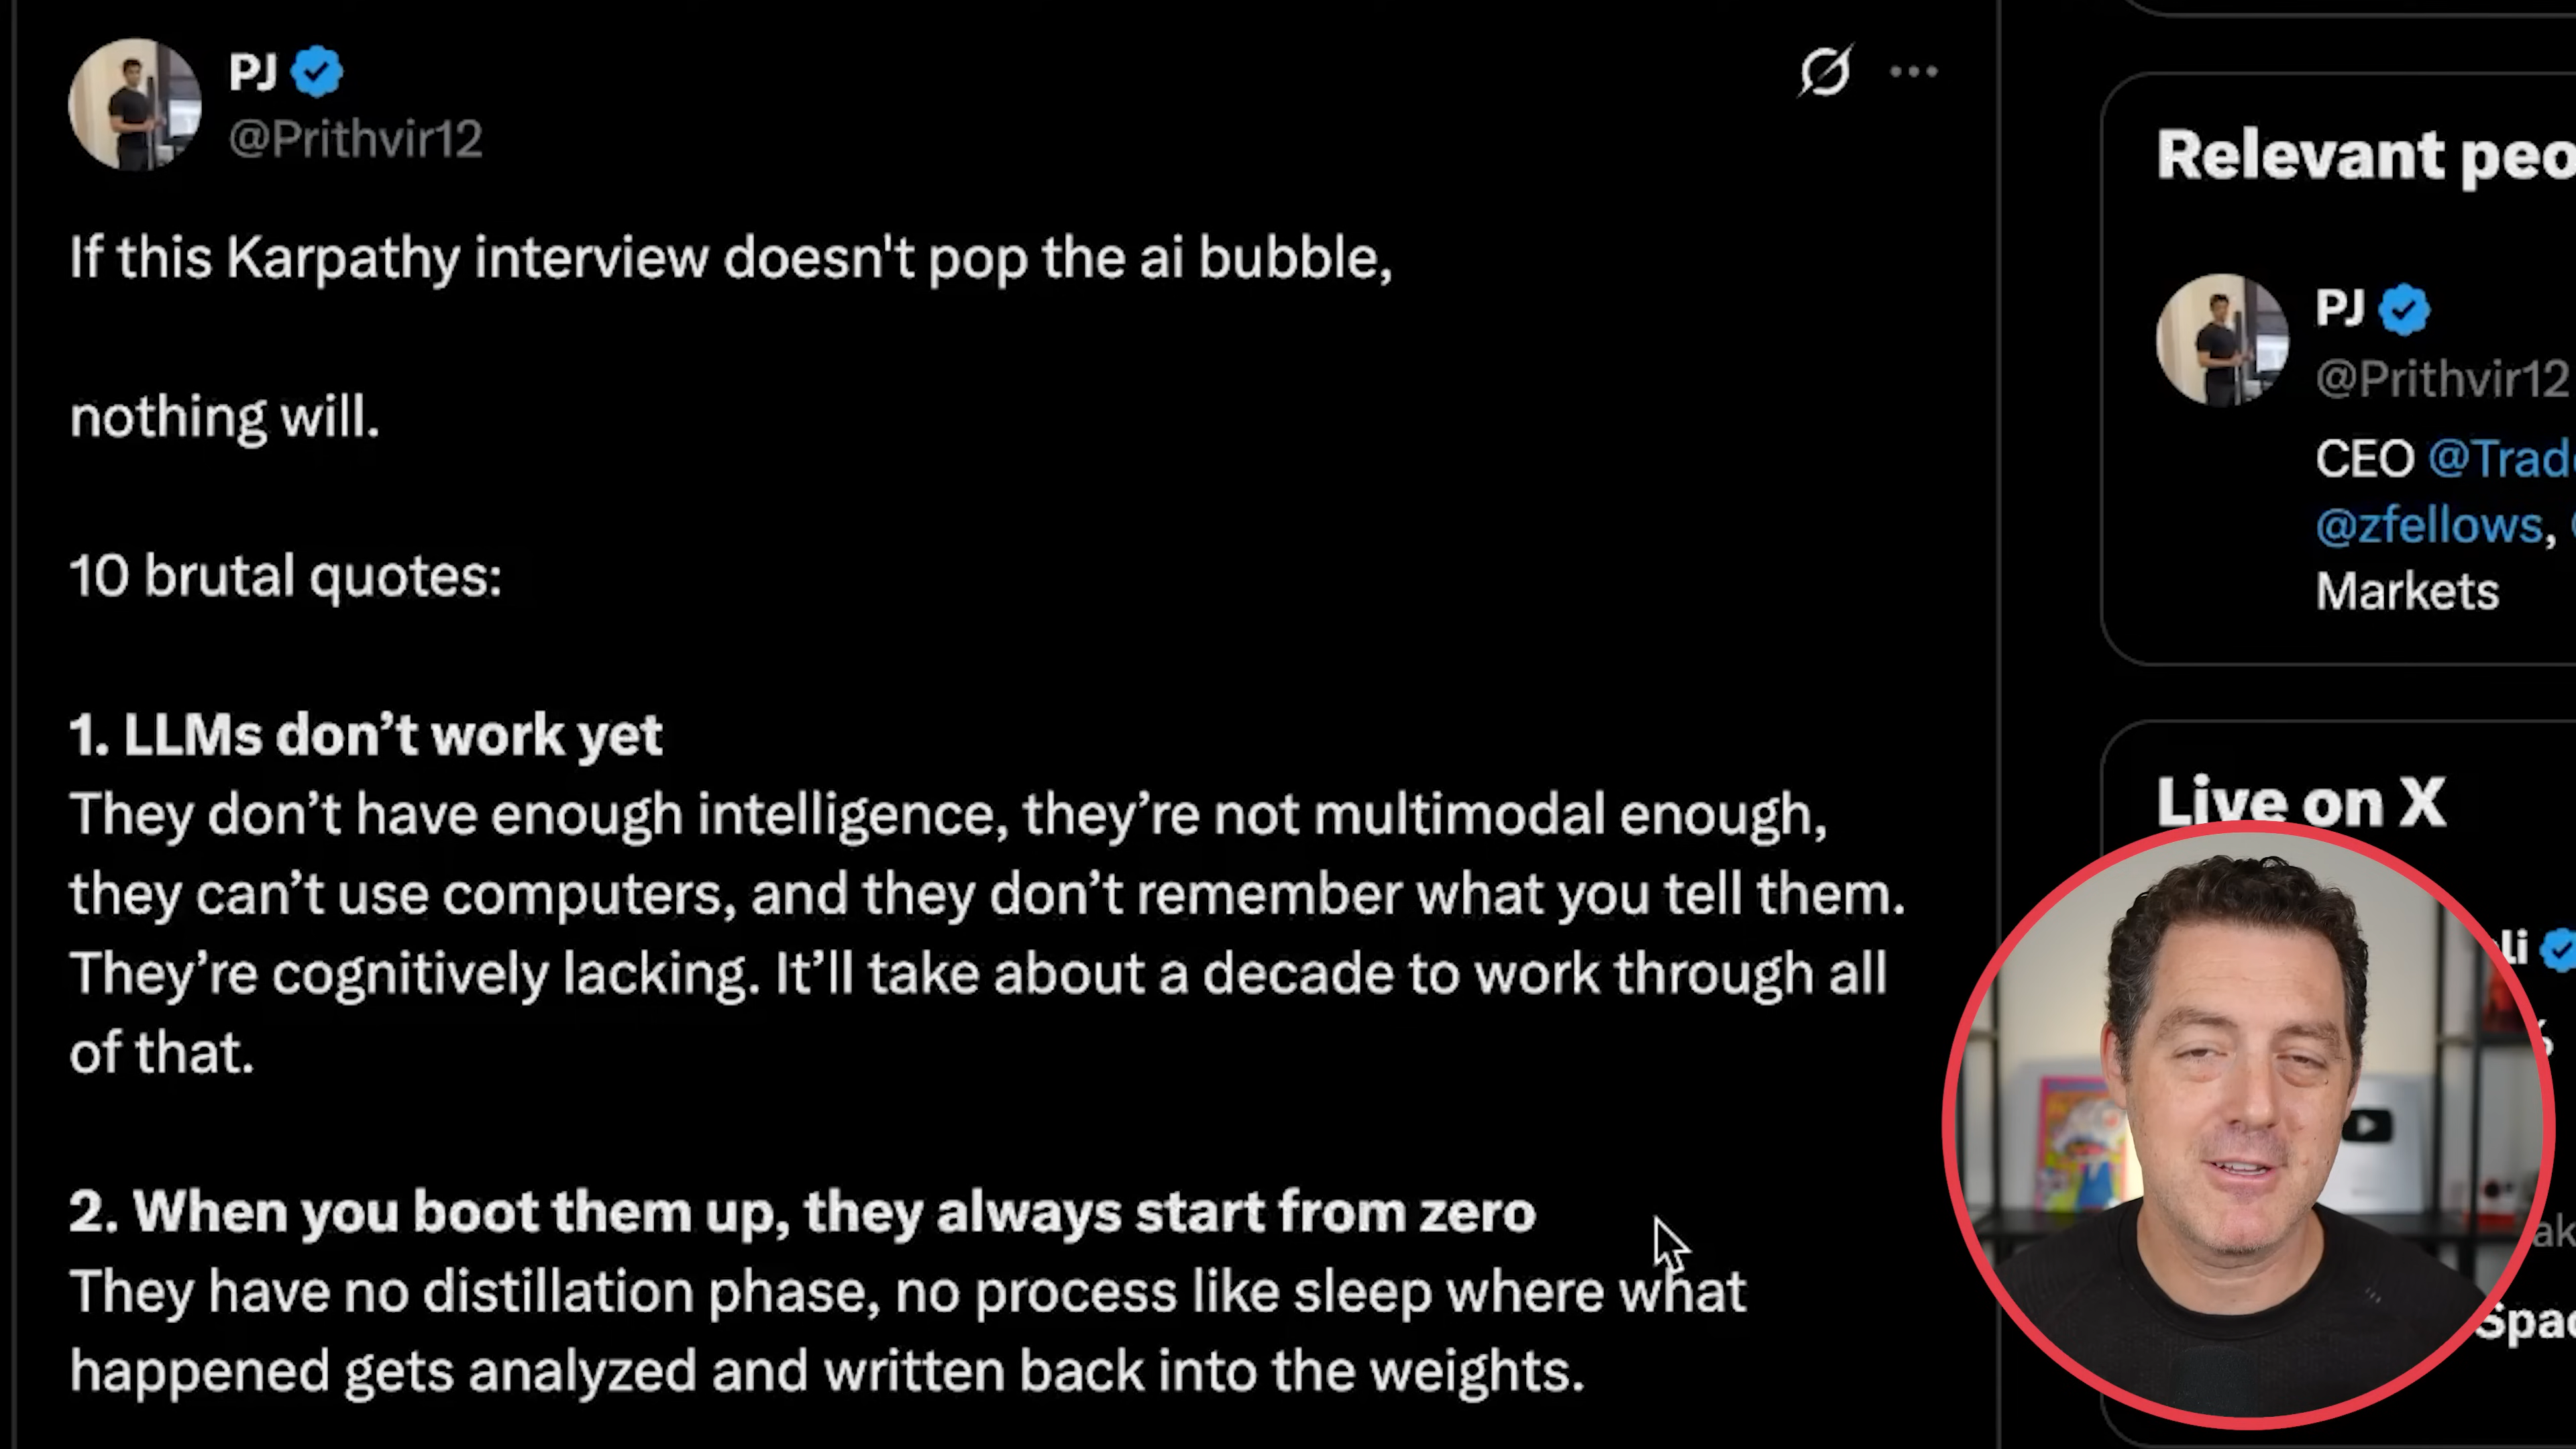 PJ
@Prithvir12
If this Karpathy interview doesn't pop the ai bubble,
nothing will.
10 brutal quotes:
1. LLMs don’t work yet
They don’t have enough intelligence, they’re not multimodal enough,
they can’t use computers, and they don’t remember what you tell them.
They’re cognitively lacking. It’ll take about a decade to work through all
of that.
2. When you boot them up, they always start from zero
They have no distillation phase, no process like sleep where what
happened gets analyzed and written back into the weights.
Relevant peo
PJ
@Prithvir12
CEO @Trad
@zfellows,
Markets
Live on X
li
ak
Spac